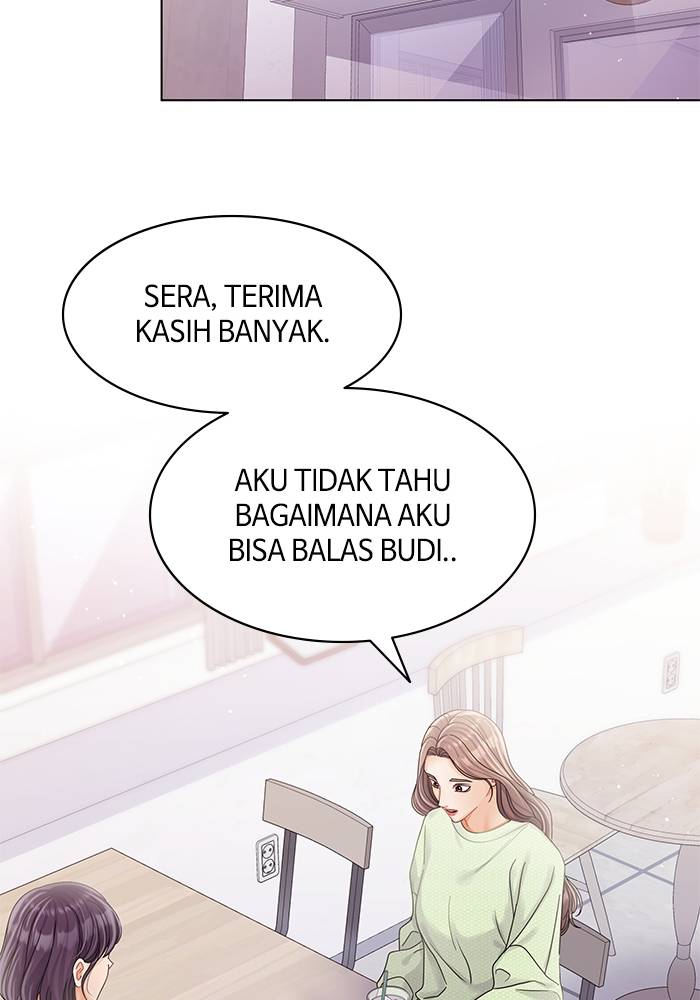 SERA, TERIMA
KASIH BANYAK.
AKU TIDAK TAHU
BAGAIMANA AKU
BISA BALAS BUDI..